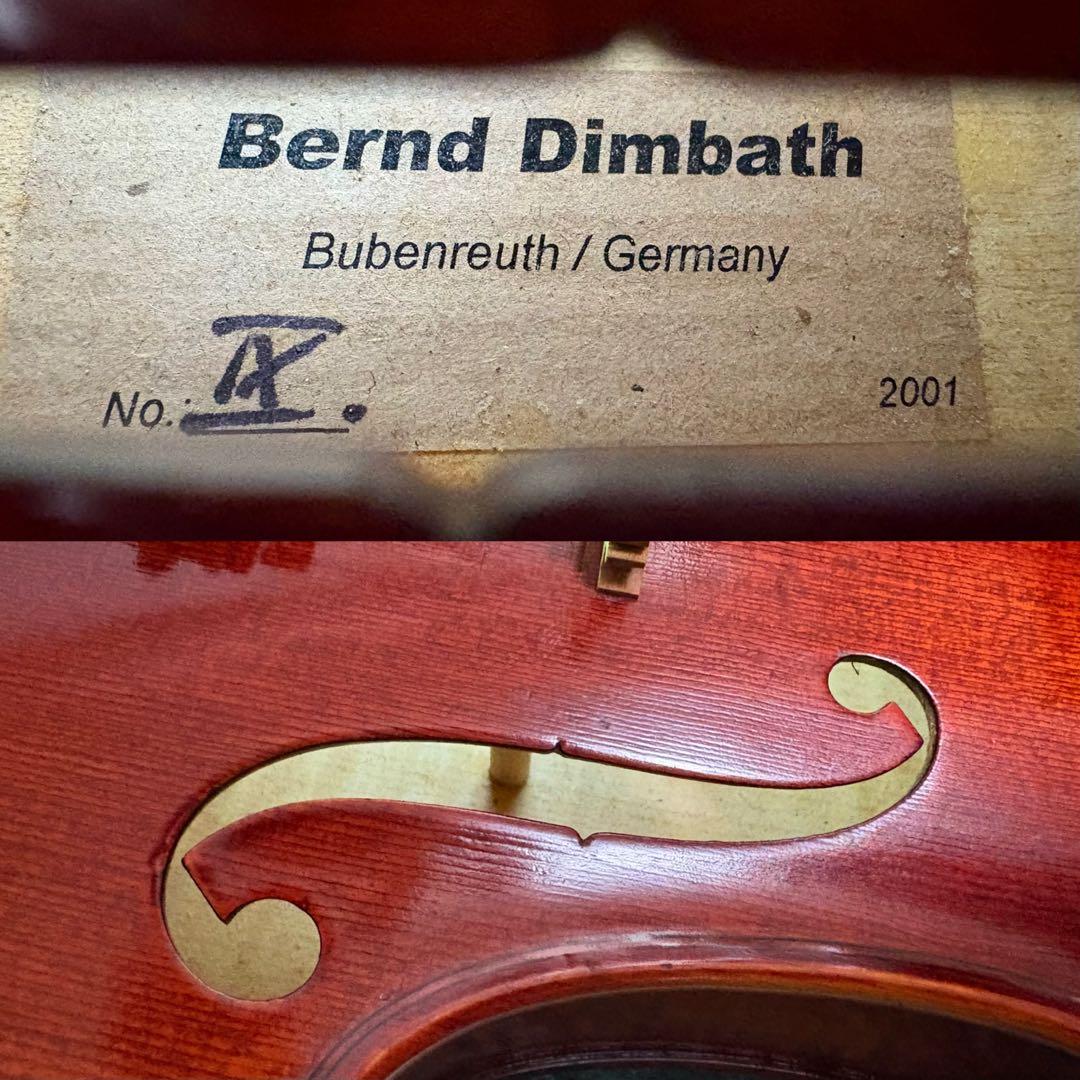 Bernd Dimbath
Bubenreuth / Germany
No.: IX.
2001